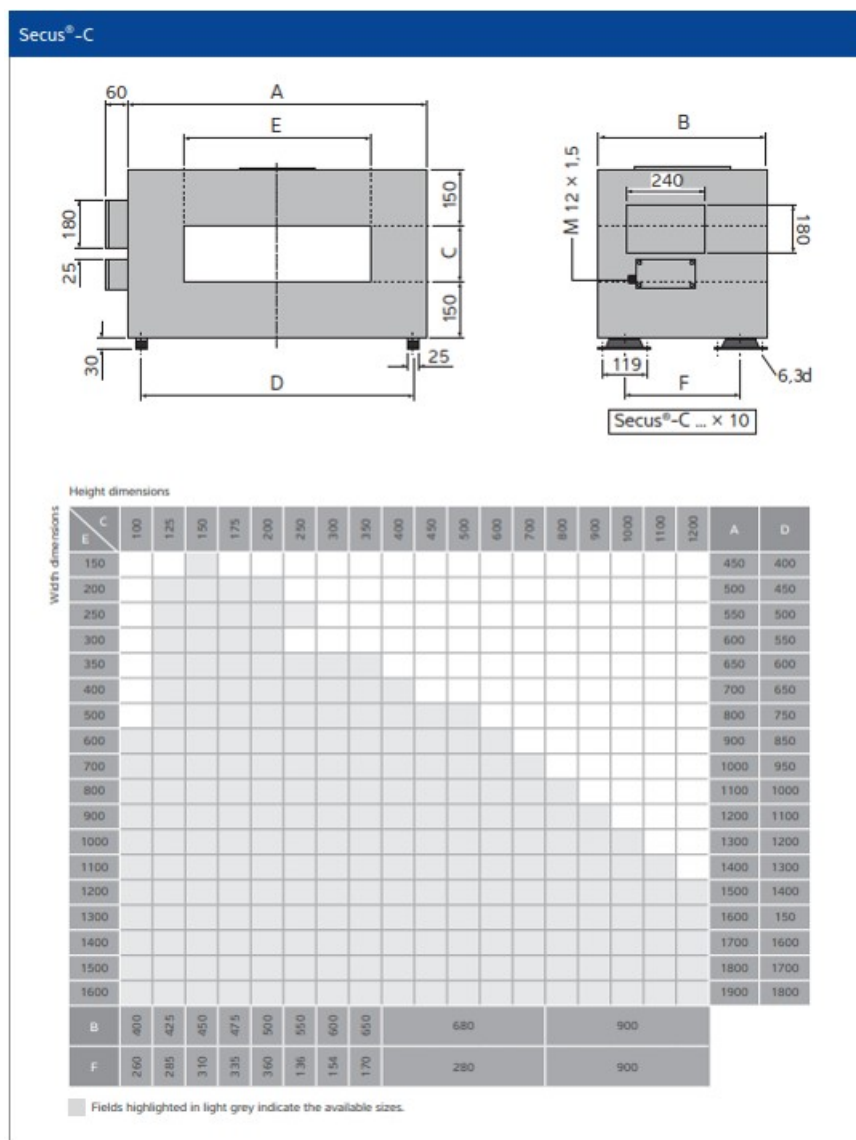 Secus®-C
60 A
E
180
25
30
150
C
150
25
D
B
M 12 × 1,5
240
180
119
F
6,3d
Secus®-C ... × 10
Height dimensions
Width dimensions
C E 100 125 150 175 200 250 300 350 400 450 500 600 700 800 900 1000 1100 1200 A D
150 450 400
200 500 450
250 550 500
300 600 550
350 650 600
400 700 650
500 800 750
600 900 850
700 1000 950
800 1100 1000
900 1200 1100
1000 1300 1200
1100 1400 1300
1200 1500 1400
1300 1600 150
1400 1700 1600
1500 1800 1700
1600 1900 1800
B 400 425 450 475 500 550 600 650 680 900
F 260 285 310 335 360 136 154 170 280 900
Fields highlighted in light grey indicate the available sizes.